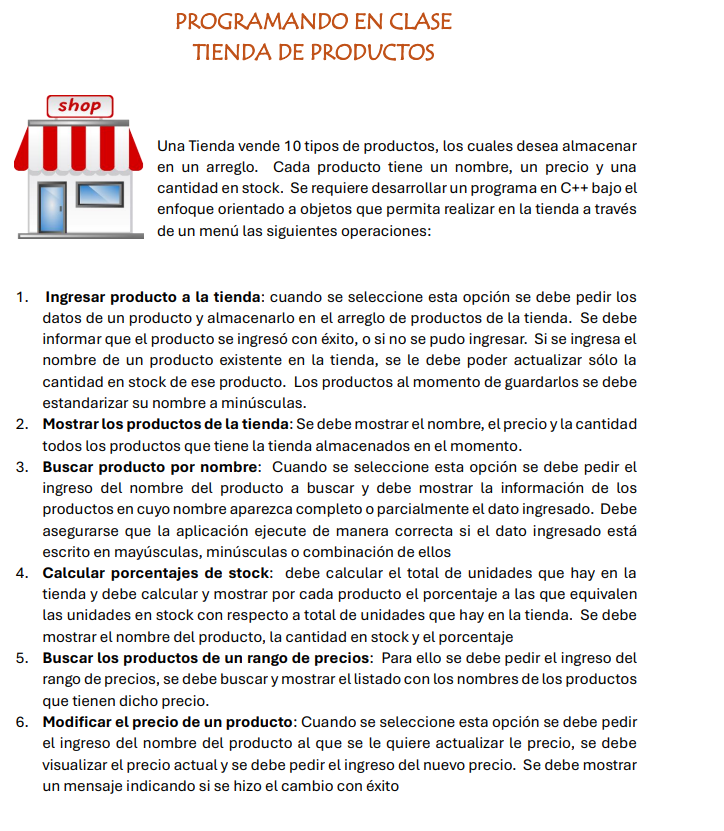 PROGRAMANDO EN CLASE
TIENDA DE PRODUCTOS
shop
Una Tienda vende 10 tipos de productos, los cuales desea almacenar
en un arreglo. Cada producto tiene un nombre, un precio y una
cantidad en stock. Se requiere desarrollar un programa en C++ bajo el
enfoque orientado a objetos que permita realizar en la tienda a través
de un menú las siguientes operaciones:
1. Ingresar producto a la tienda: cuando se seleccione esta opción se debe pedir los
datos de un producto y almacenarlo en el arreglo de productos de la tienda. Se debe
informar que el producto se ingresó con éxito, o si no se pudo ingresar. Si se ingresa el
nombre de un producto existente en la tienda, se le debe poder actualizar sólo la
cantidad en stock de ese producto. Los productos al momento de guardarlos se debe
estandarizar su nombre a minúsculas.
2. Mostrar los productos de la tienda: Se debe mostrar el nombre, el precio y la cantidad
todos los productos que tiene la tienda almacenados en el momento.
3. Buscar producto por nombre: Cuando se seleccione esta opción se debe pedir el
ingreso del nombre del producto a buscar y debe mostrar la información de los
productos en cuyo nombre aparezca completo o parcialmente el dato ingresado. Debe
asegurarse que la aplicación ejecute de manera correcta si el dato ingresado está
escrito en mayúsculas, minúsculas o combinación de ellos
4. Calcular porcentajes de stock: debe calcular el total de unidades que hay en la
tienda y debe calcular y mostrar por cada producto el porcentaje a las que equivalen
las unidades en stock con respecto a total de unidades que hay en la tienda. Se debe
mostrar el nombre del producto, la cantidad en stock y el porcentaje
5. Buscar los productos de un rango de precios: Para ello se debe pedir el ingreso del
rango de precios, se debe buscar y mostrar el listado con los nombres de los productos
que tienen dicho precio.
6. Modificar el precio de un producto: Cuando se seleccione esta opción se debe pedir
el ingreso del nombre del producto al que se le quiere actualizar le precio, se debe
visualizar el precio actual y se debe pedir el ingreso del nuevo precio. Se debe mostrar
un mensaje indicando si se hizo el cambio con éxito